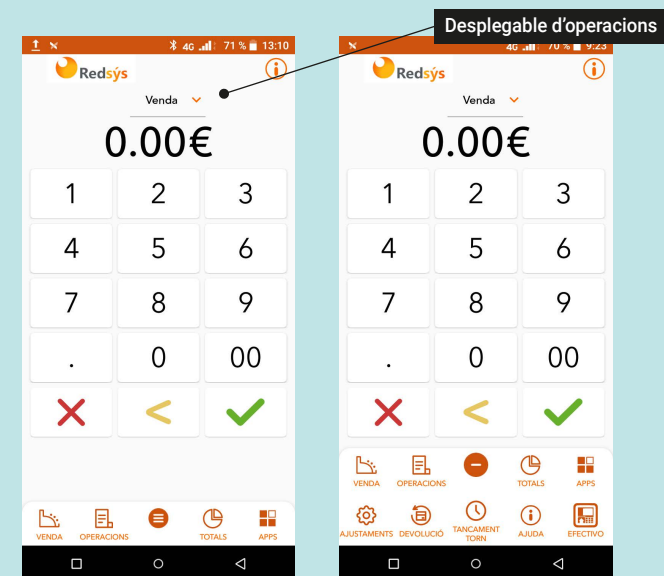 Desplegable d'operacions
4G 71 % 13:10
Redsýs
Venda
0.00€
1 2 3
4 5 6
7 8 9
. 0 00
<
VENDA OPERACIONS TOTALS APPS
4G 70 % 9:23
Redsýs
Venda
0.00€
1 2 3
4 5 6
7 8 9
. 0 00
<
VENDA OPERACIONS TOTALS APPS
AJUSTAMENTS DEVOLUCIÓ TANCAMENT TORN AJUDA EFECTIVO